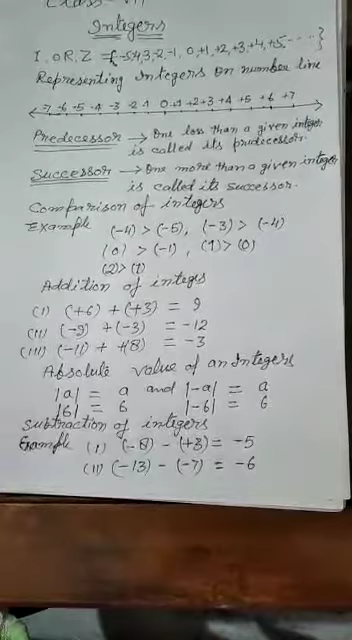 Class - VII
Integers
I, OR, Z = {-5,-4,-3,-2,-1, 0,+1,+2,+3,+4,+5,----}
Representing Integers on number line
-7 -6 -5 -4 -3 -2 -1 0 +1 +2 +3 +4 +5 +6 +7
Predecessor → One less than a given integer
is called its predecessor.
Successor → One more than a given integer
is called its successor.
Comparison of integers
Example (-4) > (-5), (-3) > (-4)
(0) > (-1), (1) > (0)
(2) > (1)
Addition of integers
(I) (+6) + (+3) = 9
(II) (-9) + (-3) = -12
(III) (-11) + +(8) = -3
Absolute value of an Integers
|a| = a and |-a| = a
|6| = 6 |-6| = 6
Subtraction of integers
Example (I) (-8) - (+3) = -5
(II) (-13) - (-7) = -6